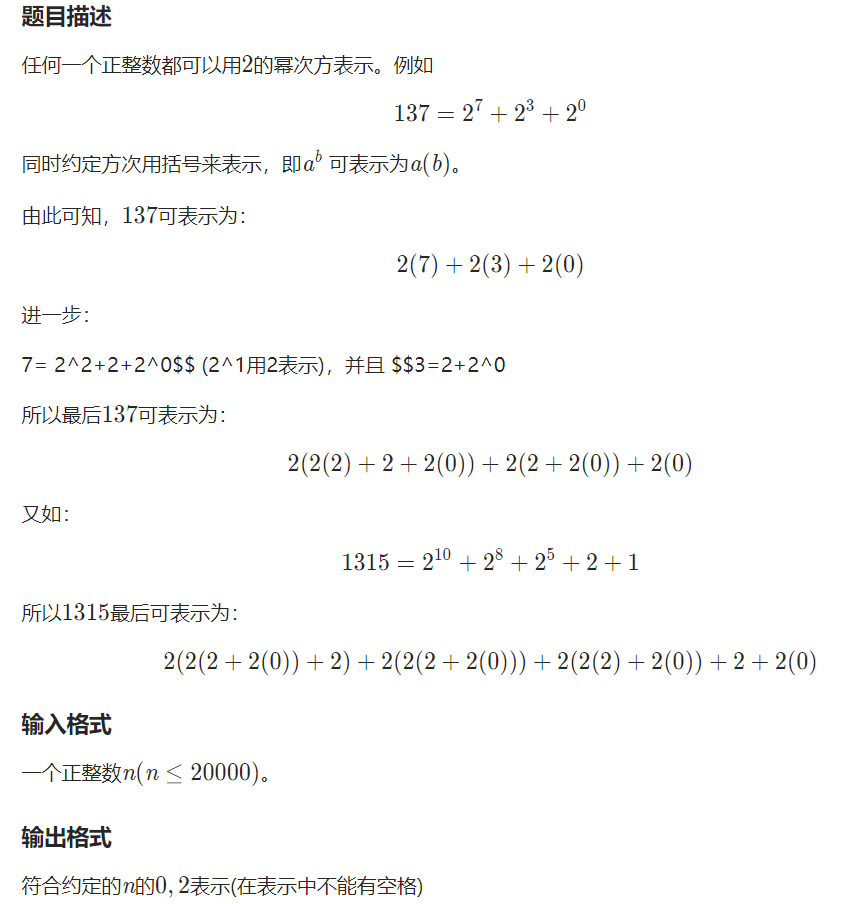 题目描述
任何一个正整数都可以用2的幂次方表示。例如
137 = 2^7 + 2^3 + 2^0
同时约定方次用括号来表示，即a^b 可表示为a(b)。
由此可知，137可表示为：
2(7) + 2(3) + 2(0)
进一步：
7= 2^2+2+2^0$$ (2^1用2表示)，并且 $$3=2+2^0
所以最后137可表示为：
2(2(2) + 2 + 2(0)) + 2(2 + 2(0)) + 2(0)
又如：
1315 = 2^10 + 2^8 + 2^5 + 2 + 1
所以1315最后可表示为：
2(2(2 + 2(0)) + 2) + 2(2(2 + 2(0))) + 2(2(2) + 2(0)) + 2 + 2(0)
输入格式
一个正整数n(n ≤ 20000)。
输出格式
符合约定的n的0, 2表示(在表示中不能有空格)